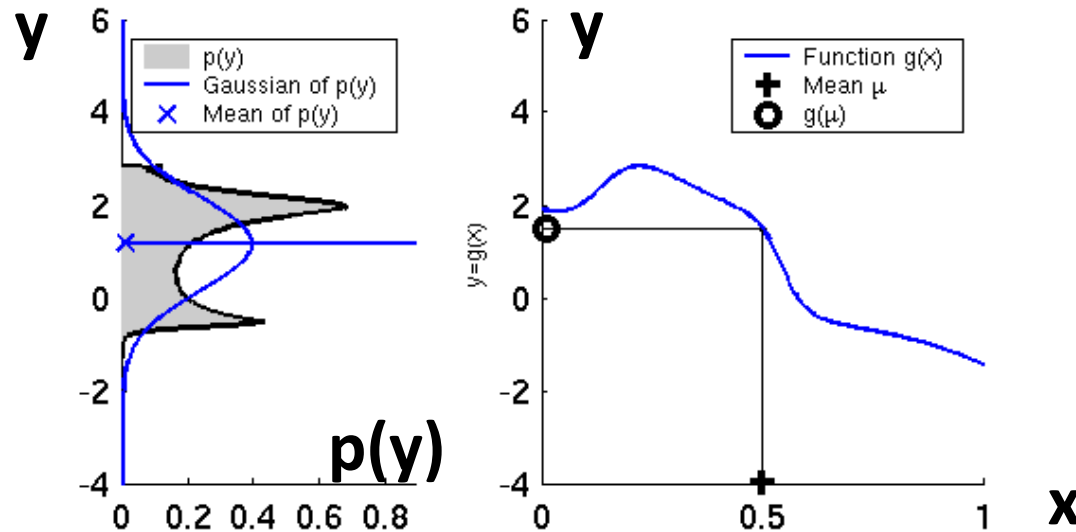 y
6
4
2
0
-2
-4
p(y)
Gaussian of p(y)
Mean of p(y)
0 0.2 0.4 0.6 0.8
p(y)
y
y=g(x)
6
4
2
0
-2
-4
Function g(x)
Mean μ
g(μ)
0 0.5 1
x